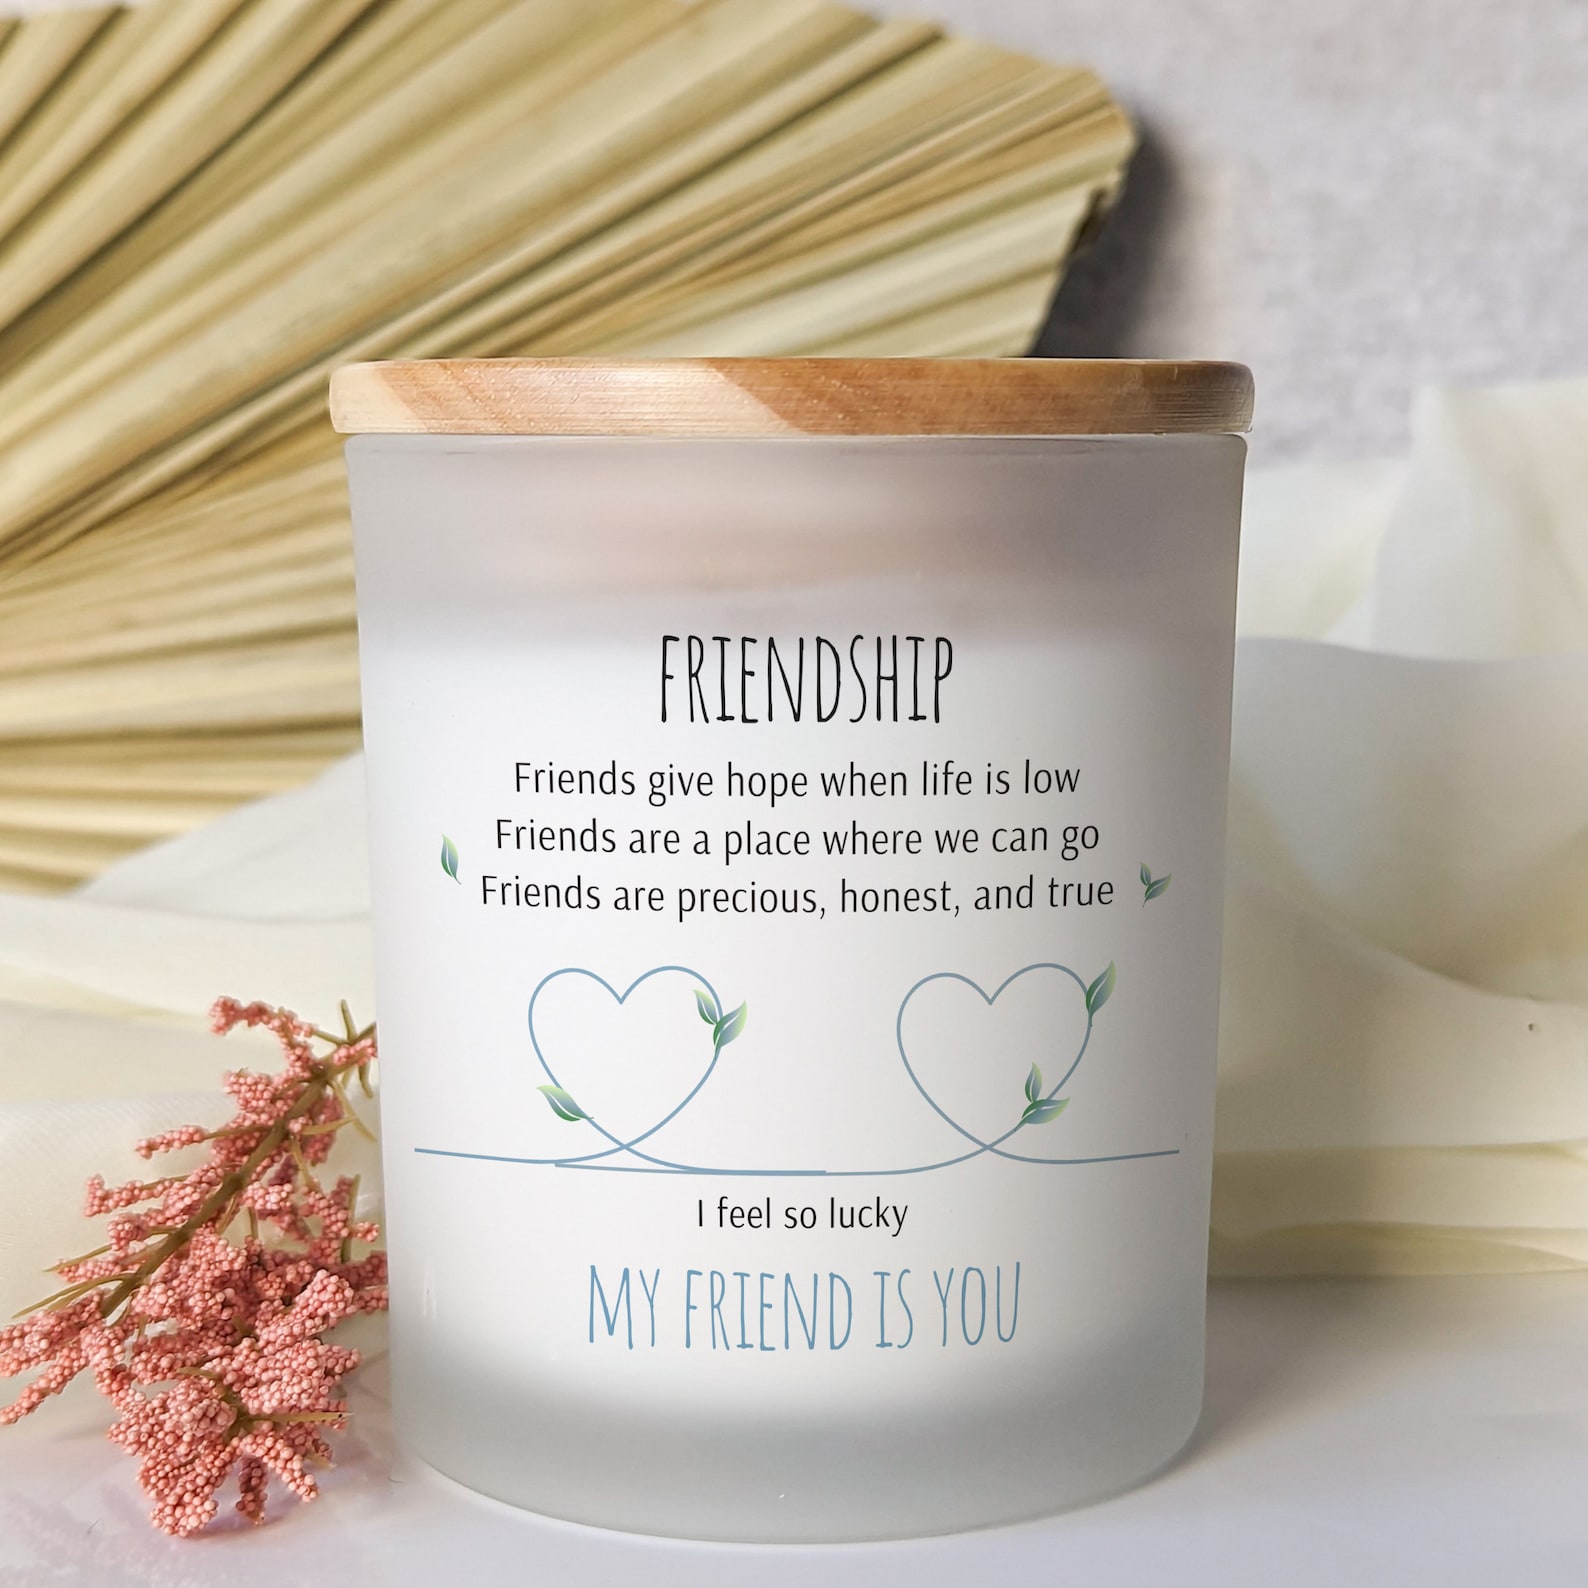 FRIENDSHIP
Friends give hope when life is low
Friends are a place where we can go
Friends are precious, honest, and true
I feel so lucky
MY FRIEND IS YOU